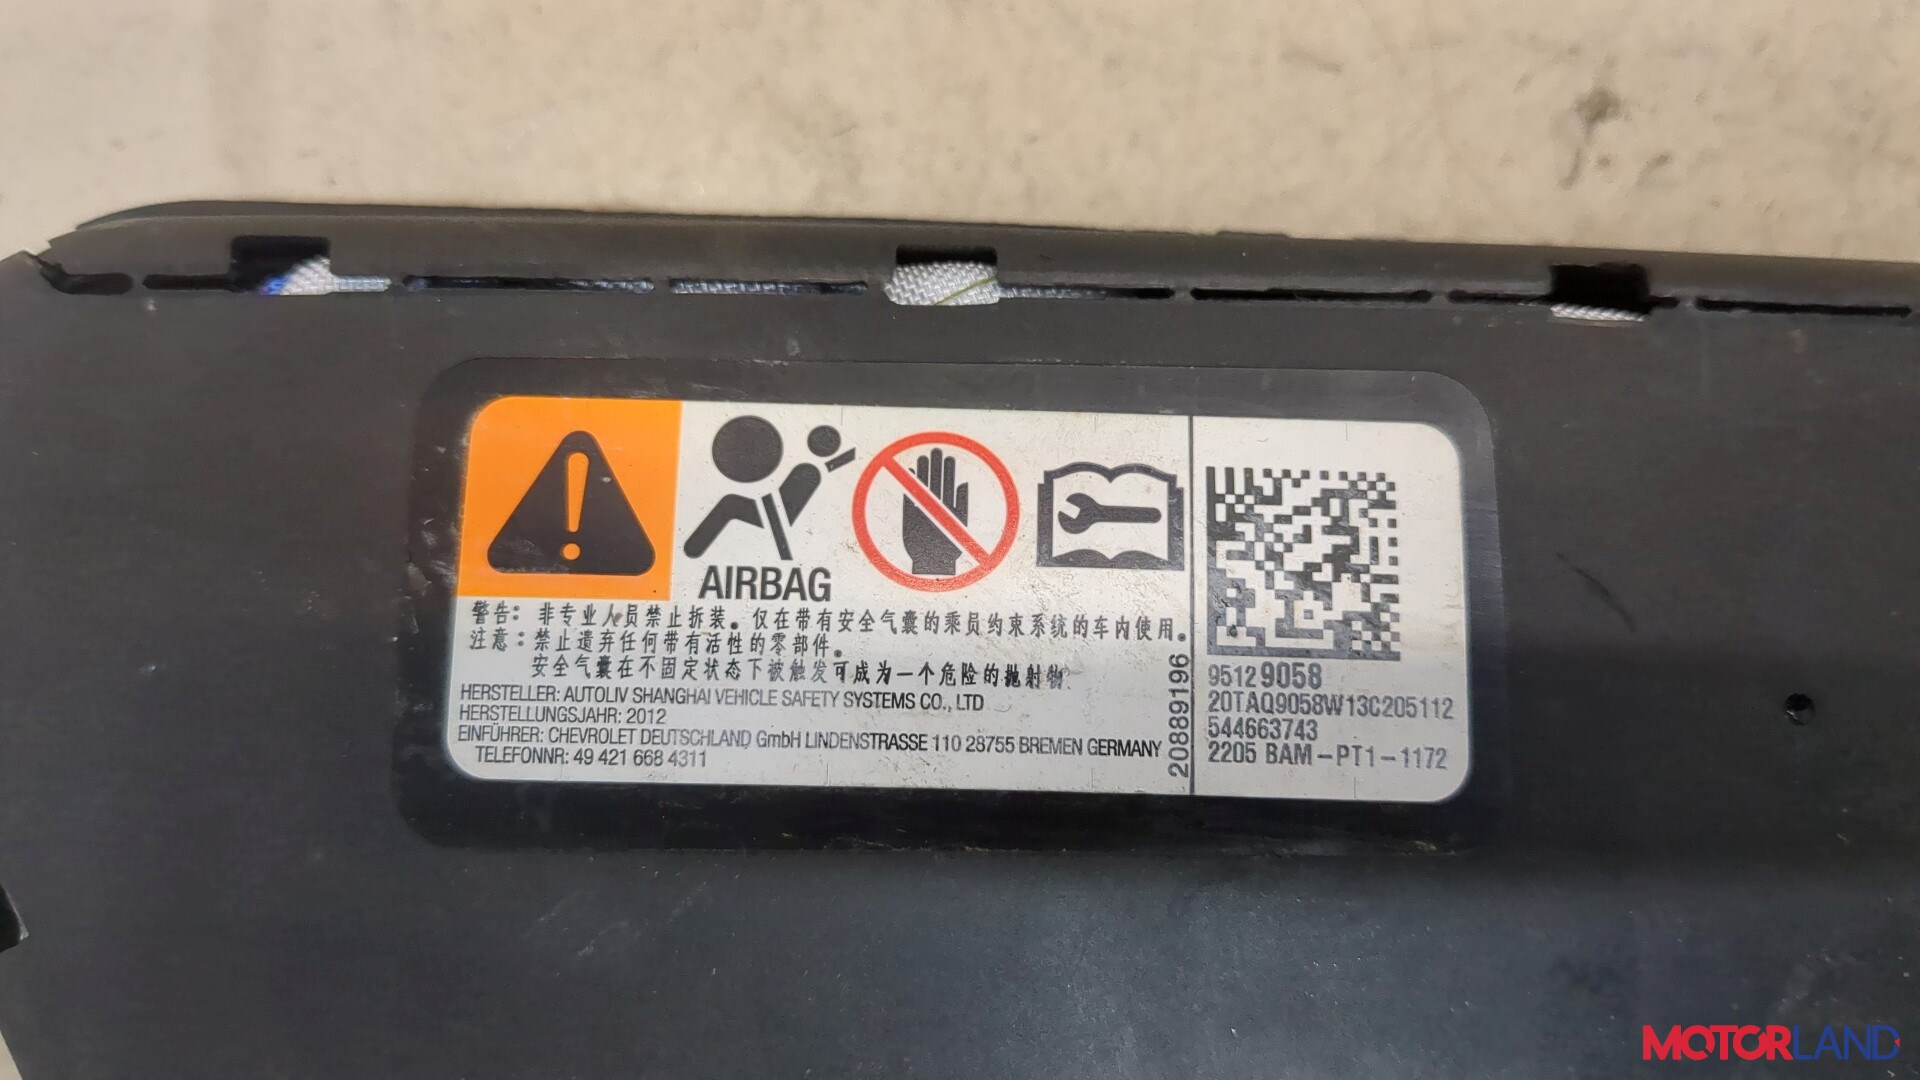 AIRBAG
警告：非专业人员禁止拆装。仅在带有安全气囊的乘员约束系统的车内使用。
注意：禁止遗弃任何带有活性的零部件。
安全气囊在不固定状态下被触发可成为一个危险的抛射物
HERSTELLER: AUTOLIV SHANGHAI VEHICLE SAFETY SYSTEMS CO., LTD
HERSTELLUNGSJAHR: 2012
EINFÜHRER: CHEVROLET DEUTSCHLAND GmbH LINDENSTRASSE 110 28755 BREMEN GERMANY
TELEFONNR: 49 421 668 4311
20889196
95129058
20TAQ9058W13C205112
544663743
2205 BAM-PT1-1172
MOTORLAND